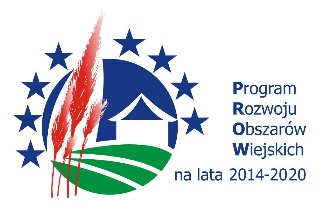 Program
Rozwoju
Obszarów
Wiejskich
na lata 2014-2020